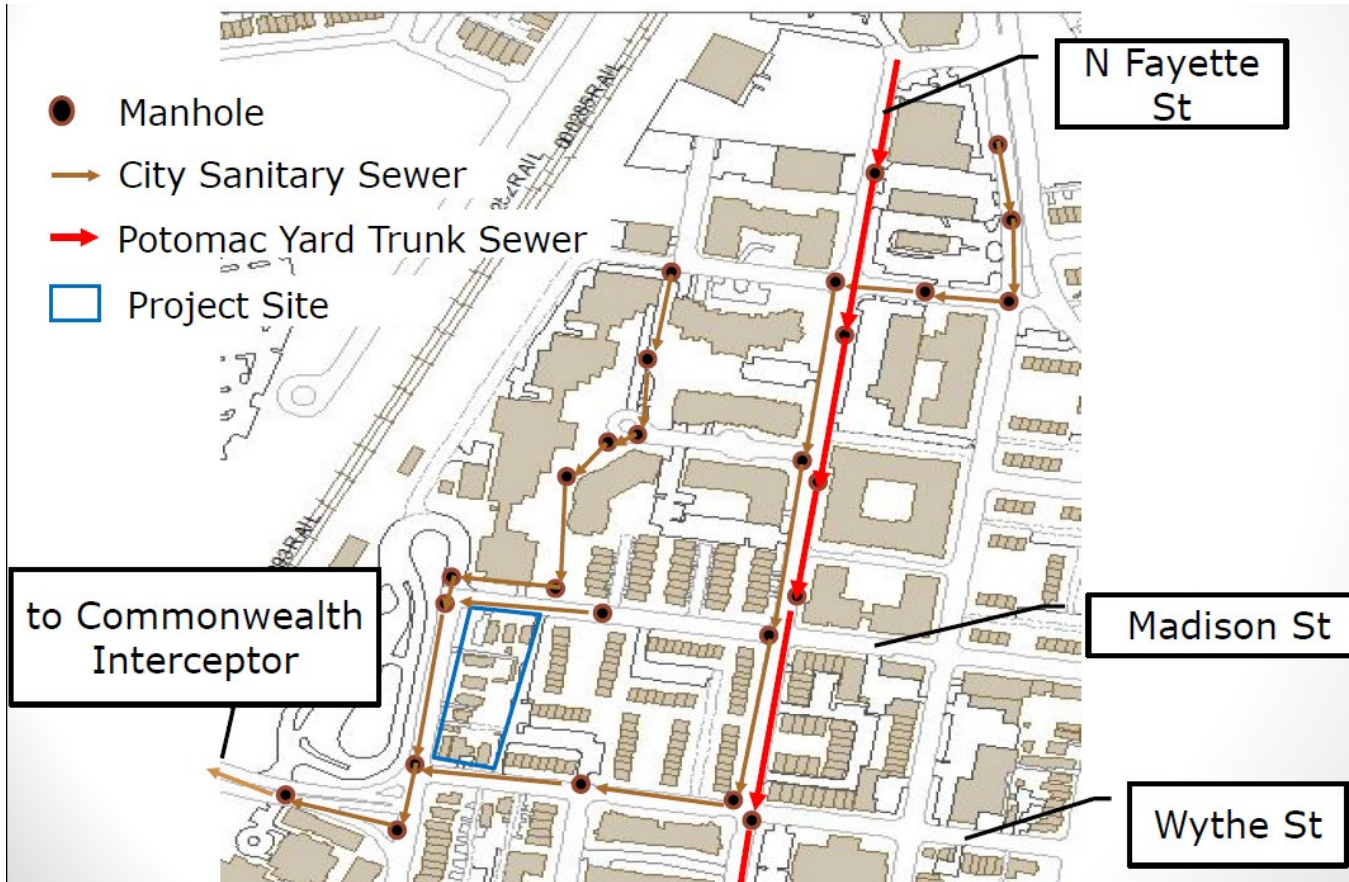 N Fayette
St
Manhole
City Sanitary Sewer
Potomac Yard Trunk Sewer
Project Site
to Commonwealth
Interceptor
Madison St
Wythe St